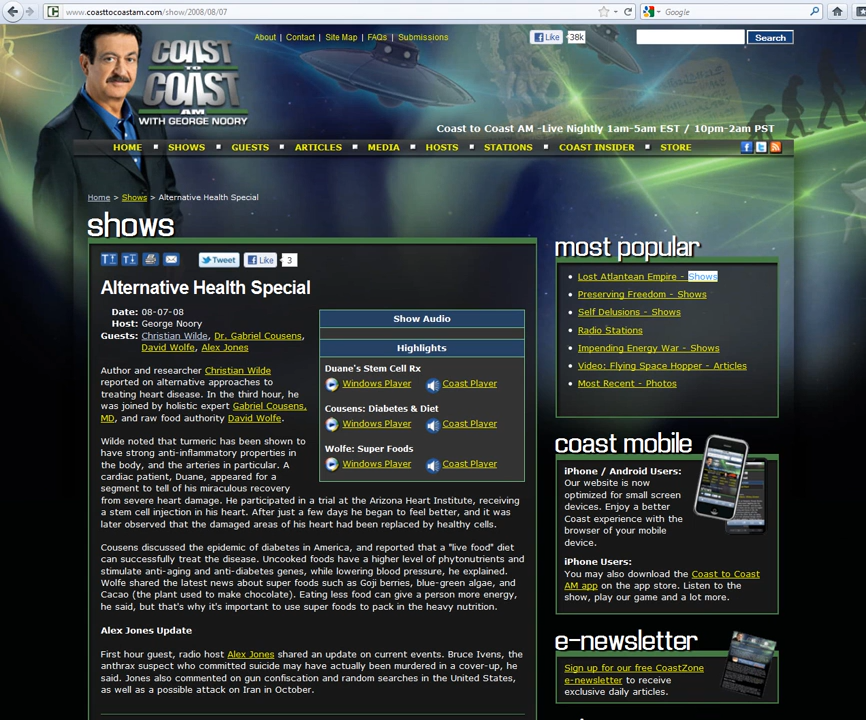 www.coasttocoastam.com/show/2008/08/07
Google
COAST
TO
COAST
AM
WITH GEORGE NOORY
About | Contact | Site Map | FAQs | Submissions
Like 38k
Search
Coast to Coast AM -Live Nightly 1am-5am EST / 10pm-2am PST
HOME SHOWS GUESTS ARTICLES MEDIA HOSTS STATIONS COAST INSIDER STORE
Home > Shows > Alternative Health Special
shows
Tweet Like 3
Alternative Health Special
Date: 08-07-08
Host: George Noory
Guests: Christian Wilde, Dr. Gabriel Cousens,
David Wolfe, Alex Jones
Author and researcher Christian Wilde
reported on alternative approaches to
treating heart disease. In the third hour, he
was joined by holistic expert Gabriel Cousens,
MD, and raw food authority David Wolfe.
Wilde noted that turmeric has been shown to
have strong anti-inflammatory properties in
the body, and the arteries in particular. A
cardiac patient, Duane, appeared for a
segment to tell of his miraculous recovery
from severe heart damage. He participated in a trial at the Arizona Heart Institute, receiving
a stem cell injection in his heart. After just a few days he began to feel better, and it was
later observed that the damaged areas of his heart had been replaced by healthy cells.
Cousens discussed the epidemic of diabetes in America, and reported that a "live food" diet
can successfully treat the disease. Uncooked foods have a higher level of phytonutrients and
stimulate anti-aging and anti-diabetes genes, while lowering blood pressure, he explained.
Wolfe shared the latest news about super foods such as Goji berries, blue-green algae, and
Cacao (the plant used to make chocolate). Eating less food can give a person more energy,
he said, but that's why it's important to use super foods to pack in the heavy nutrition.
Alex Jones Update
First hour guest, radio host Alex Jones shared an update on current events. Bruce Ivens, the
anthrax suspect who committed suicide may have actually been murdered in a cover-up, he
said. Jones also commented on gun confiscation and random searches in the United States,
as well as a possible attack on Iran in October.
Show Audio
Highlights
Duane's Stem Cell Rx
Windows Player Coast Player
Cousens: Diabetes & Diet
Windows Player Coast Player
Wolfe: Super Foods
Windows Player Coast Player
most popular
Lost Atlantean Empire - Shows
Preserving Freedom - Shows
Self Delusions - Shows
Radio Stations
Impending Energy War - Shows
Video: Flying Space Hopper - Articles
Most Recent - Photos
coast mobile
iPhone / Android Users:
Our website is now
optimized for small screen
devices. Enjoy a better
Coast experience with the
browser of your mobile
device.
iPhone Users:
You may also download the Coast to Coast
AM app on the app store. Listen to the
show, play our game and a lot more.
e-newsletter
Sign up for our free CoastZone
e-newsletter to receive
exclusive daily articles.